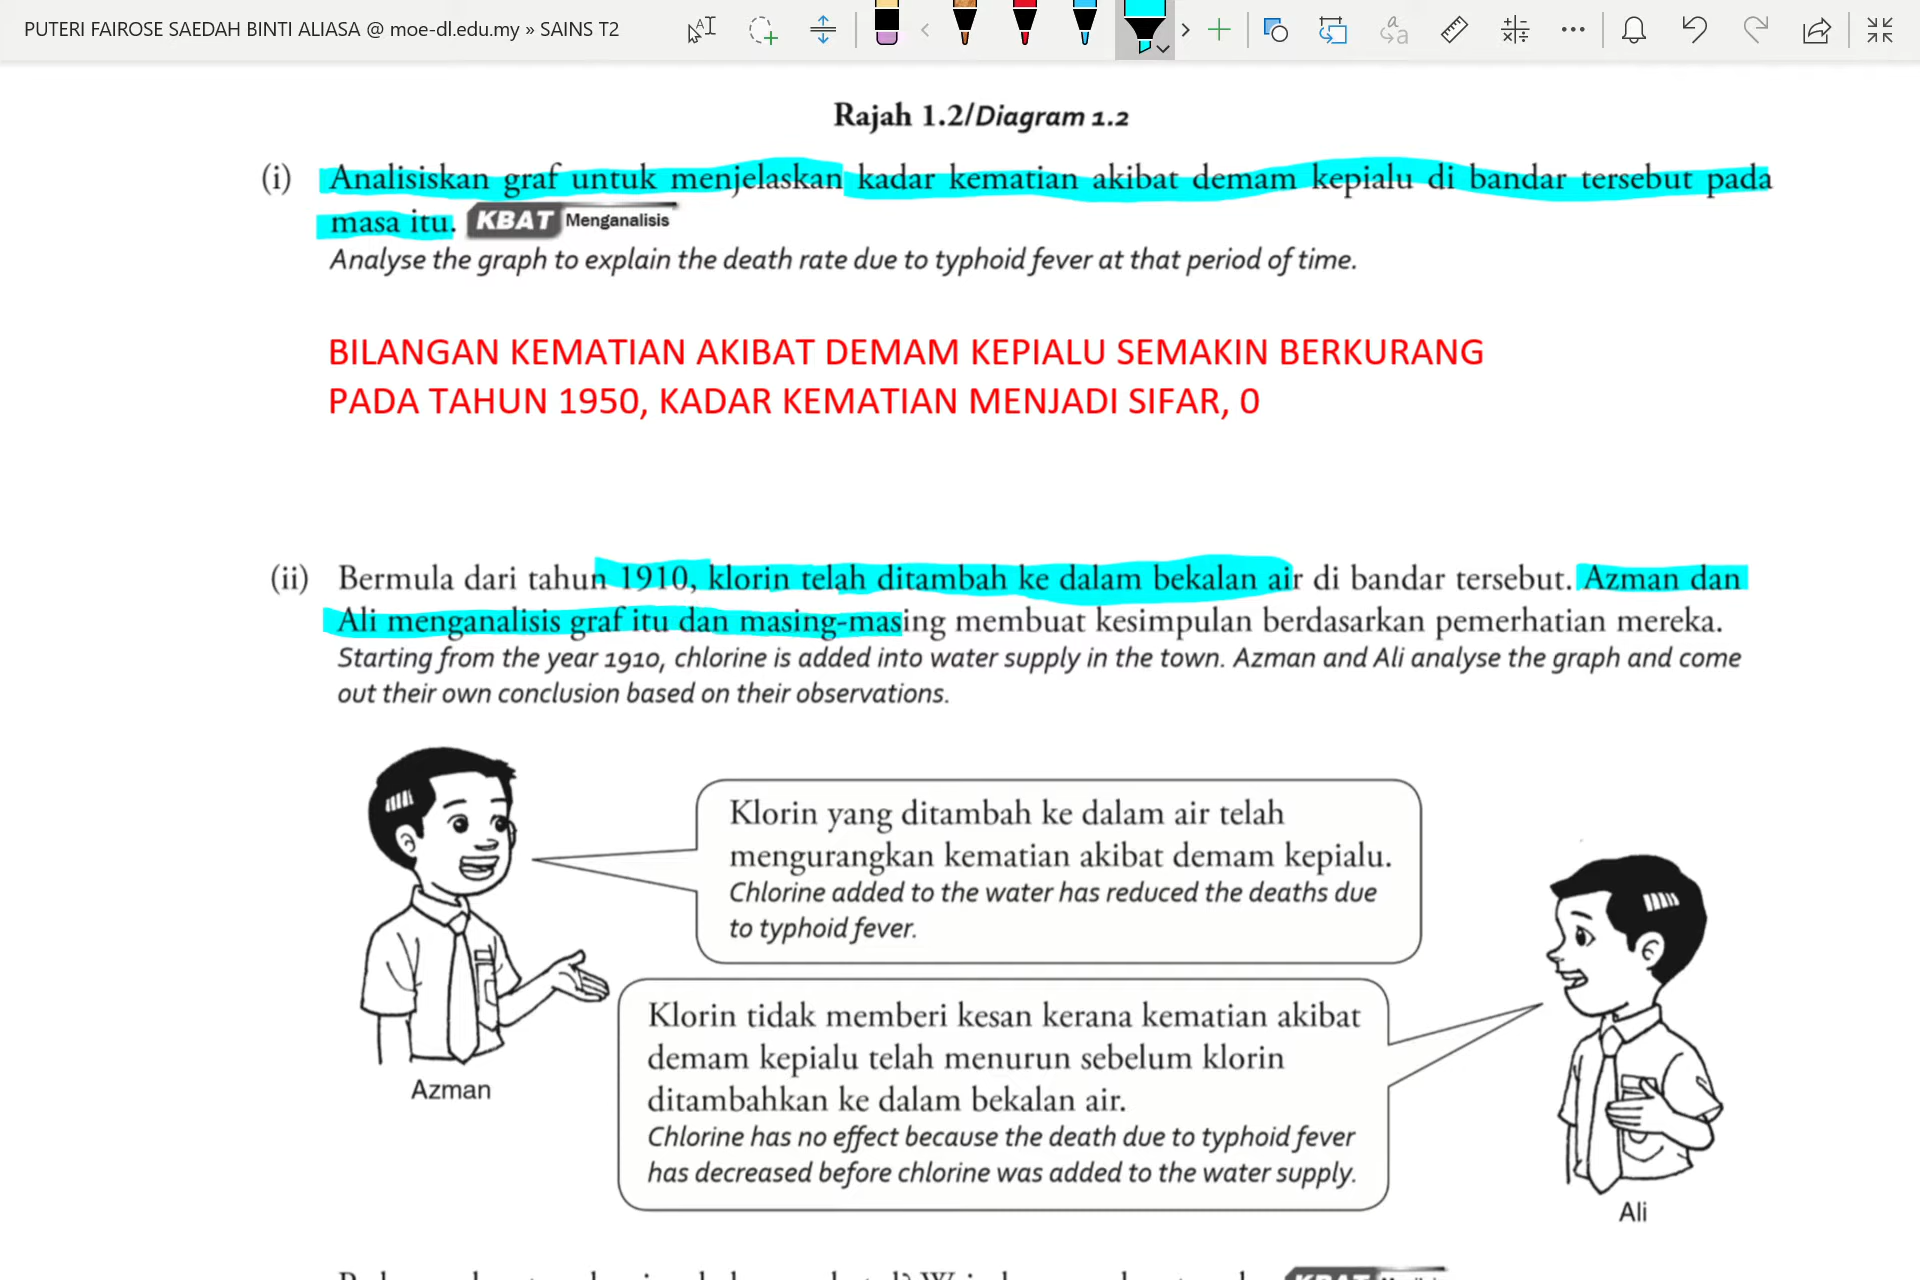 PUTERI FAIROSE SAEDAH BINTI ALIASA @ moe-dl.edu.my » SAINS T2
Rajah 1.2/Diagram 1.2
(i) Analisiskan graf untuk menjelaskan kadar kematian akibat demam kepialu di bandar tersebut pada
masa itu. KBAT Menganalisis
Analyse the graph to explain the death rate due to typhoid fever at that period of time.
BILANGAN KEMATIAN AKIBAT DEMAM KEPIALU SEMAKIN BERKURANG
PADA TAHUN 1950, KADAR KEMATIAN MENJADI SIFAR, 0
(ii) Bermula dari tahun 1910, klorin telah ditambah ke dalam bekalan air di bandar tersebut. Azman dan
Ali menganalisis graf itu dan masing-masing membuat kesimpulan berdasarkan pemerhatian mereka.
Starting from the year 1910, chlorine is added into water supply in the town. Azman and Ali analyse the graph and come
out their own conclusion based on their observations.
Klorin yang ditambah ke dalam air telah
mengurangkan kematian akibat demam kepialu.
Chlorine added to the water has reduced the deaths due
to typhoid fever.
Azman
Klorin tidak memberi kesan kerana kematian akibat
demam kepialu telah menurun sebelum klorin
ditambahkan ke dalam bekalan air.
Chlorine has no effect because the death due to typhoid fever
has decreased before chlorine was added to the water supply.
Ali